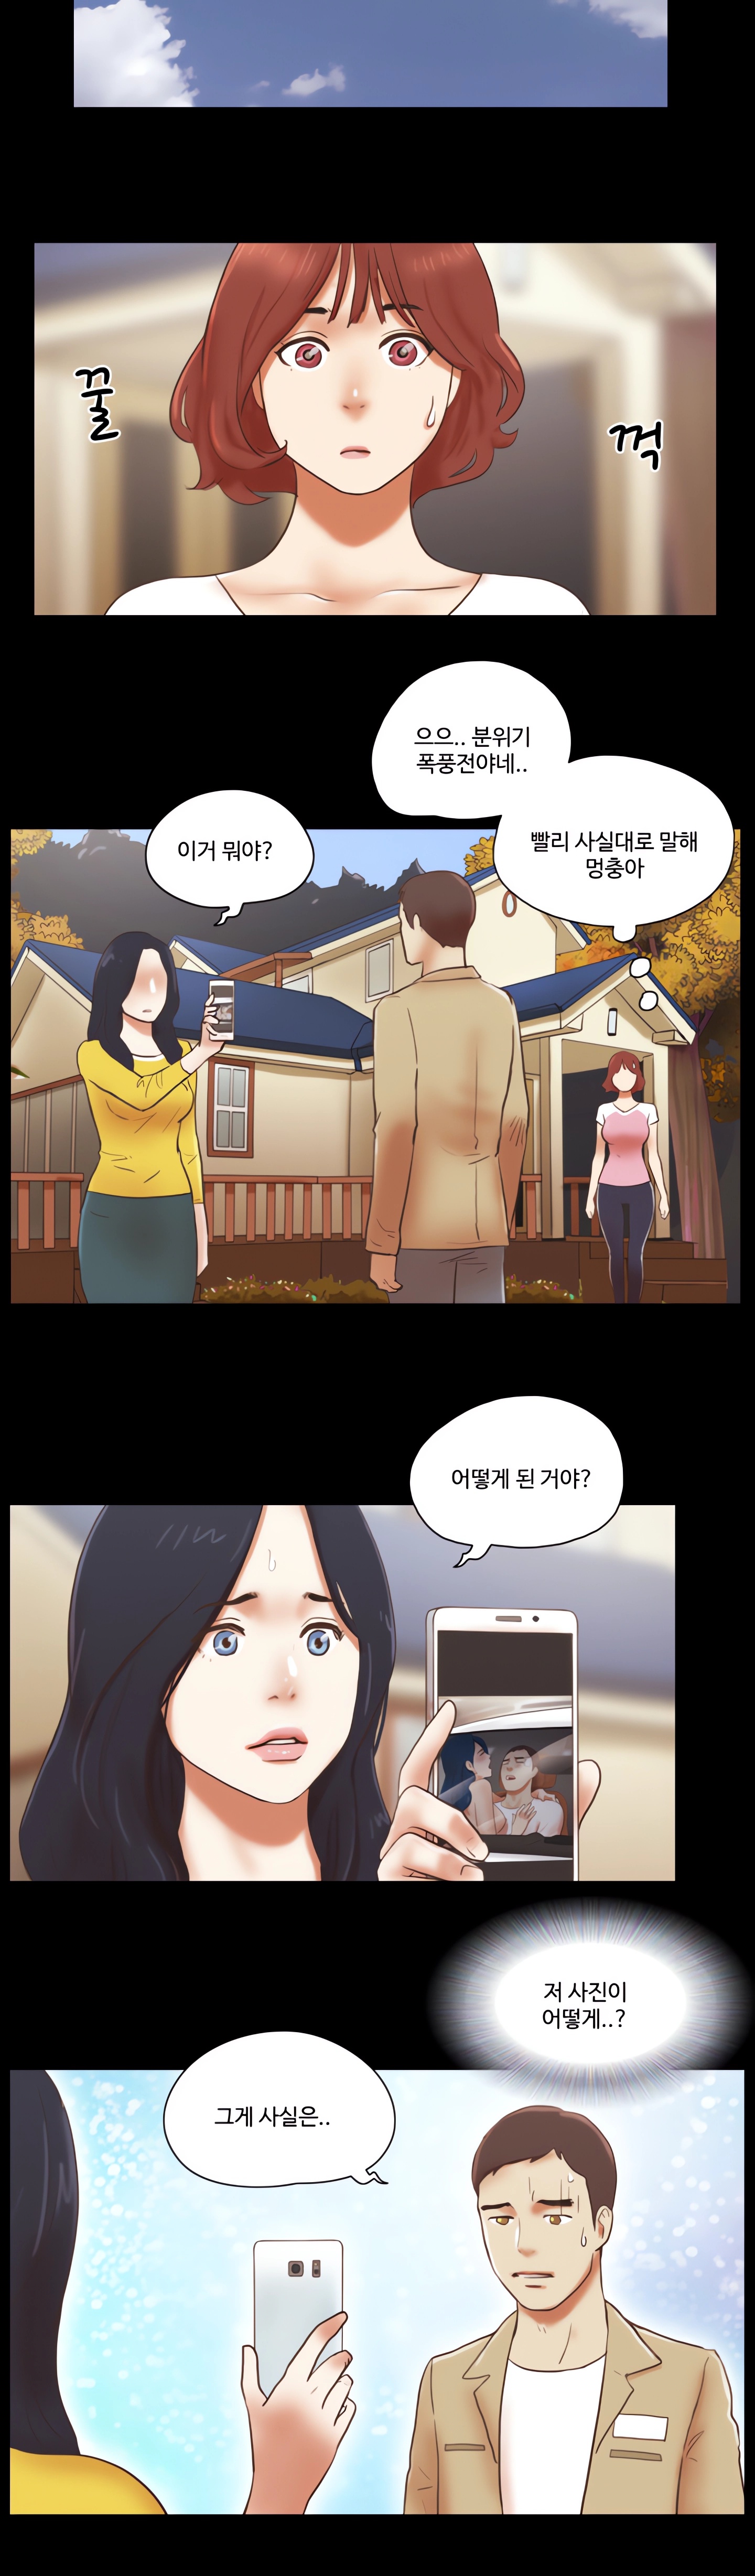 꿀
꺽
으으.. 분위기
폭풍전야네..
빨리 사실대로 말해
멍충아
이거 뭐야?
어떻게 된 거야?
저 사진이
어떻게..?
그게 사실은..